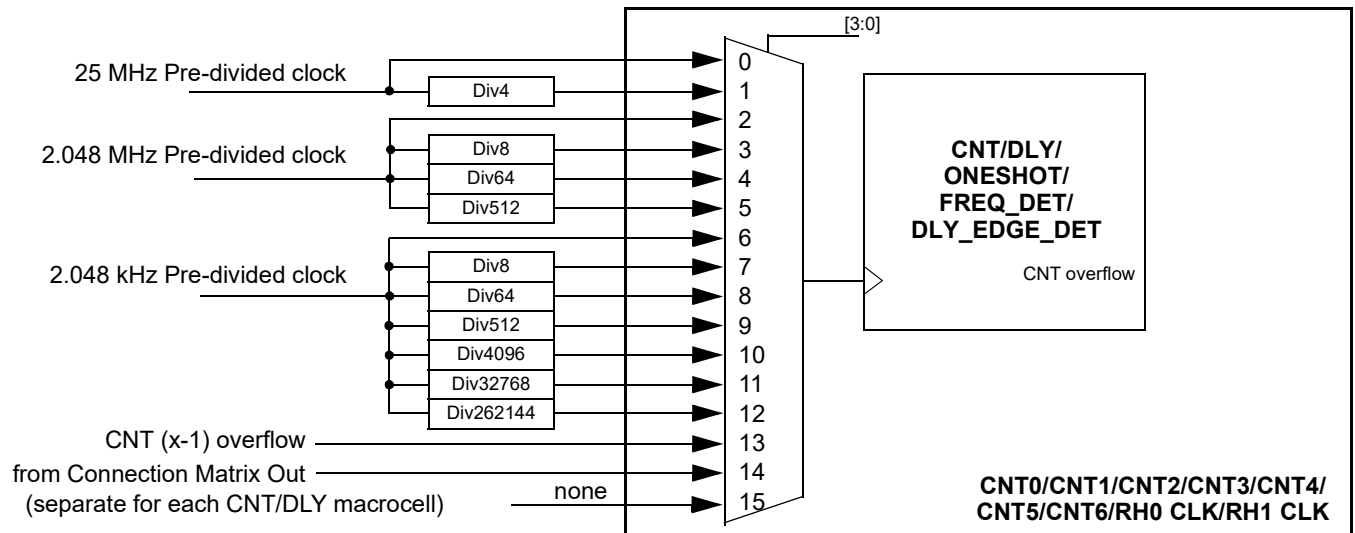 [3:0]
25 MHz Pre-divided clock
0
Div4
1
2
2.048 MHz Pre-divided clock
Div8
3
Div64
4
Div512
5
6
2.048 kHz Pre-divided clock
Div8
7
Div64
8
Div512
9
Div4096
10
Div32768
11
Div262144
12
CNT (x-1) overflow
13
from Connection Matrix Out
14
(separate for each CNT/DLY macrocell)
none
15
CNT/DLY/
ONESHOT/
FREQ_DET/
DLY_EDGE_DET
CNT overflow
CNT0/CNT1/CNT2/CNT3/CNT4/
CNT5/CNT6/RH0 CLK/RH1 CLK